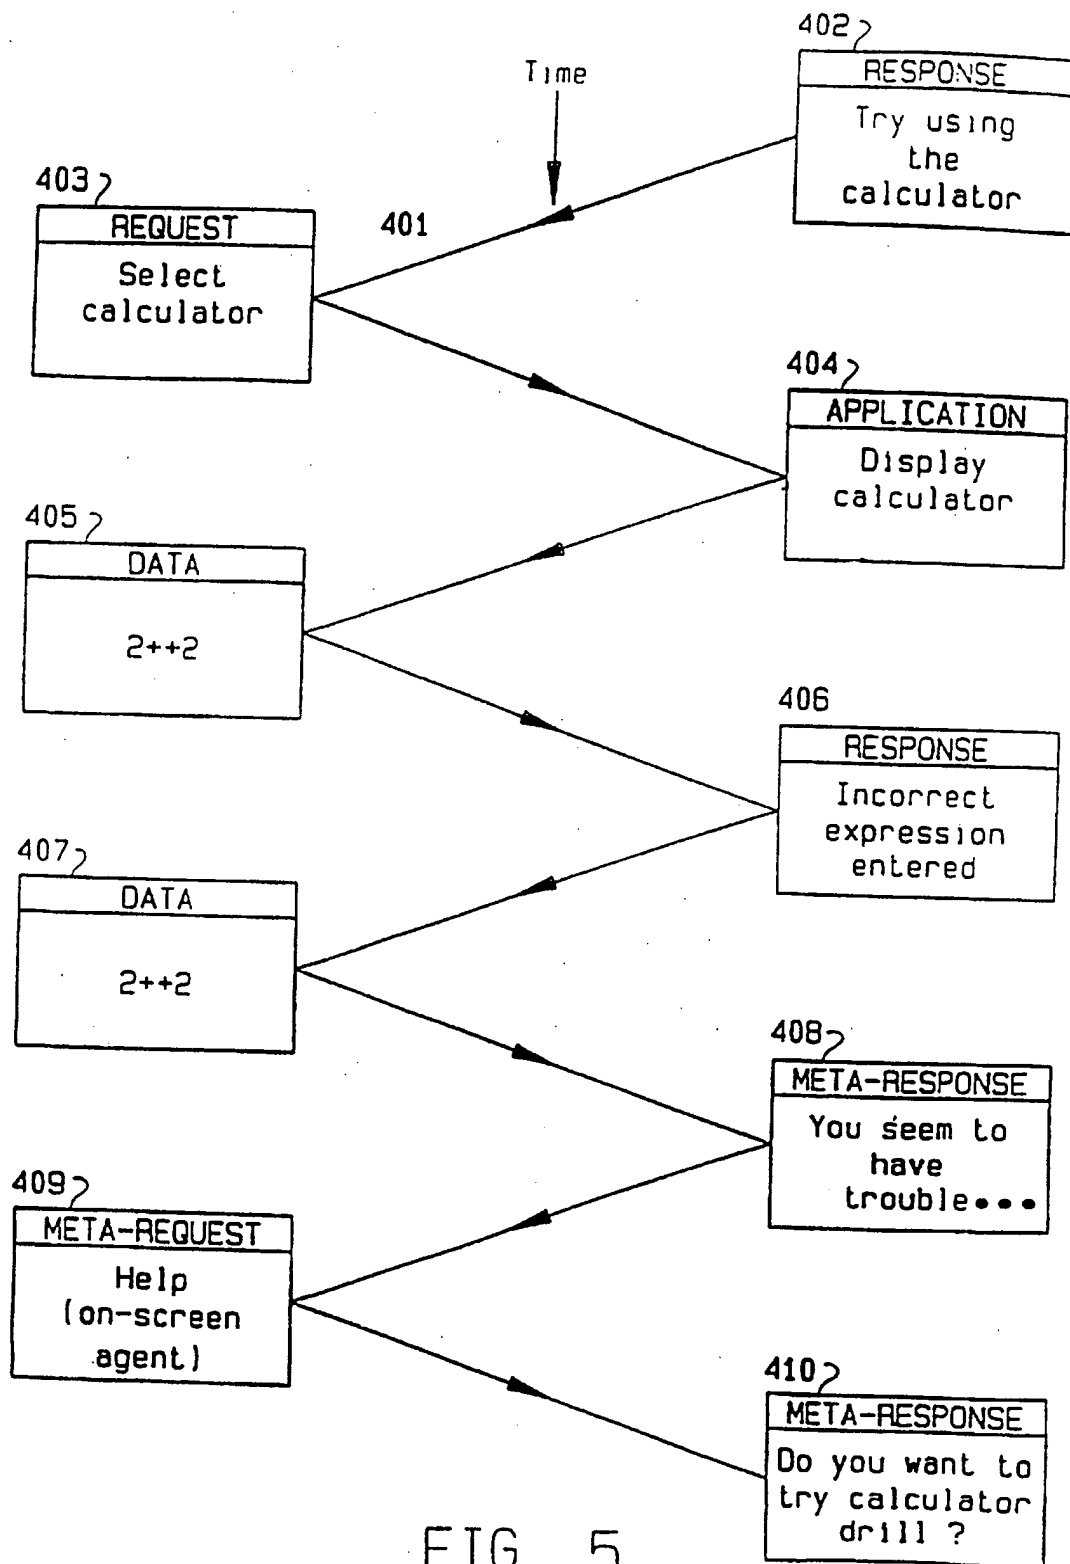 402
RESPONSE
Try using
the
calculator
Time
403
REQUEST
Select
calculator
401
404
APPLICATION
Display
calculator
405
DATA
2++2
406
RESPONSE
Incorrect
expression
entered
407
DATA
2++2
408
META-RESPONSE
You seem to
have
trouble•••
409
META-REQUEST
Help
(on-screen
agent)
410
META-RESPONSE
Do you want to
try calculator
drill ?
FIG 5